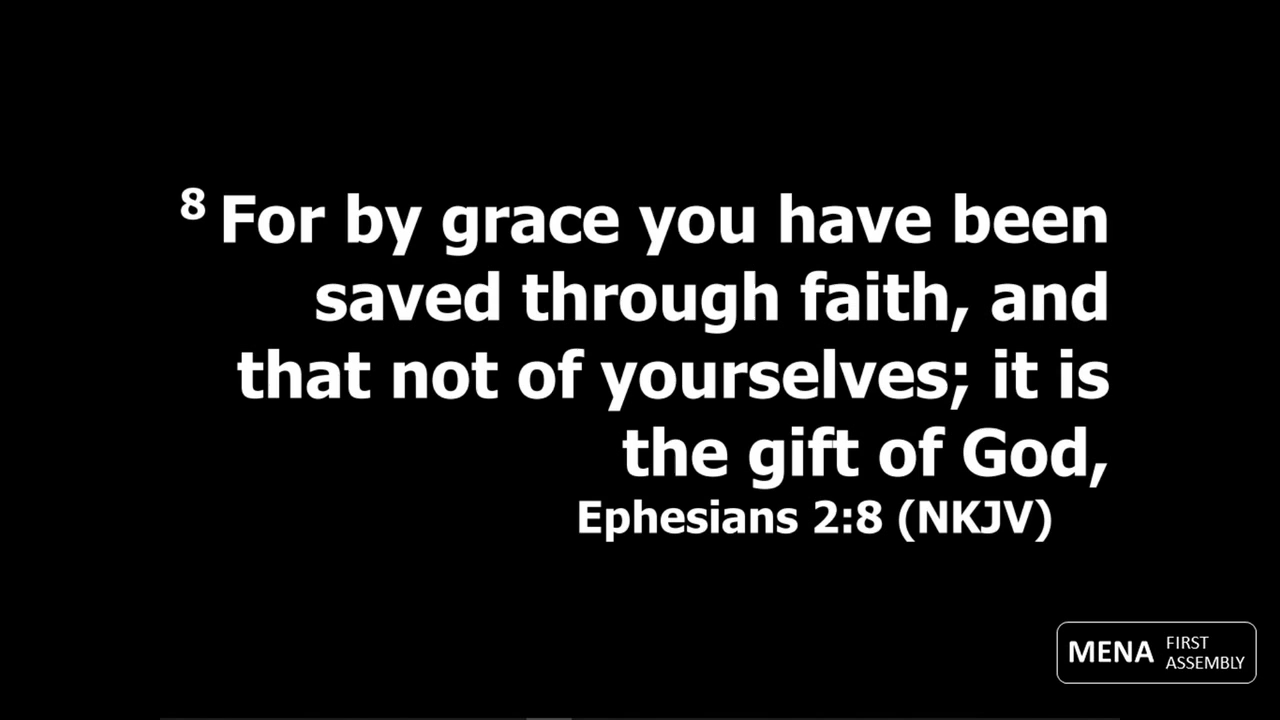 8 For by grace you have been
saved through faith, and
that not of yourselves; it is
the gift of God,
Ephesians 2:8 (NKJV)
MENA FIRST
ASSEMBLY